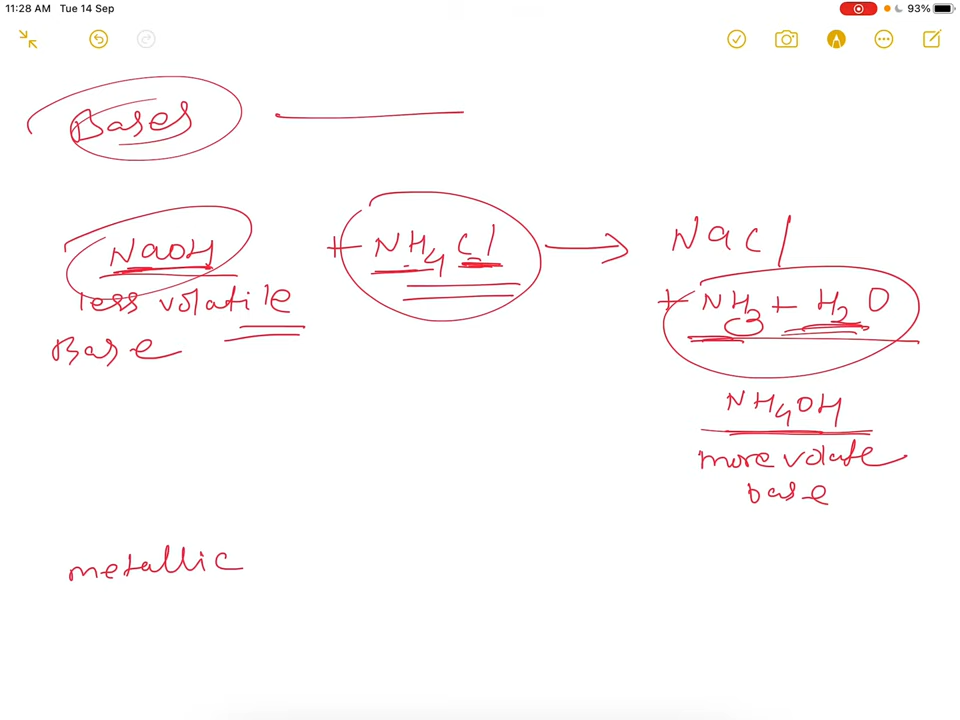 11:28 AM Tue 14 Sep
93%
Bases
NaOH + NH4Cl → NaCl
less volatile
Base
+ NH3 + H2O
NH4OH
more volate
base
metallic